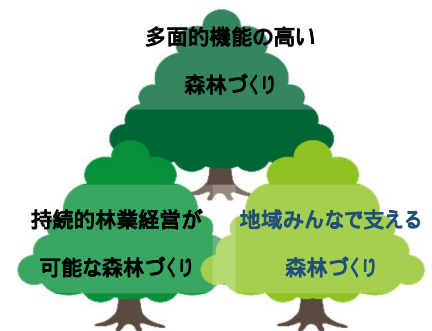 多面的機能の高い
森林づくり
持続的林業経営が
可能な森林づくり
地域みんなで支える
森林づくり